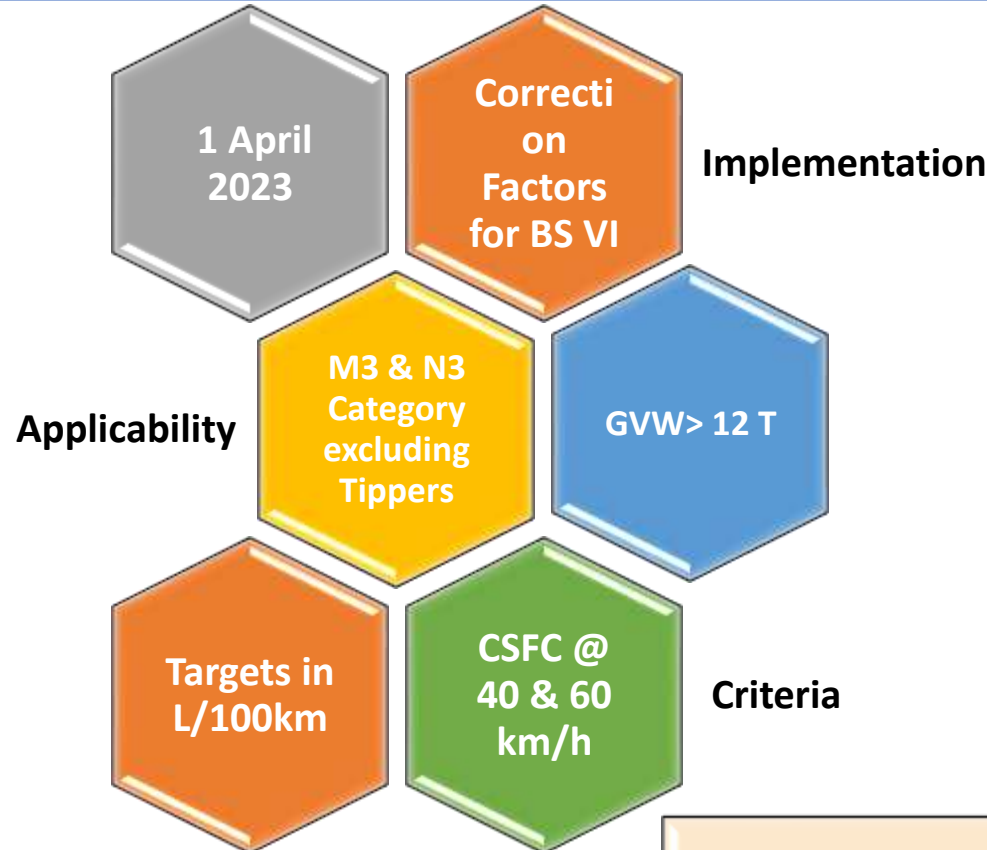 1 April
2023
Correcti
on
Factors
for BS VI
Implementation
Applicability
M3 & N3
Category
excluding
Tippers
GVW> 12 T
Targets in
L/100km
CSFC @
40 & 60
km/h
Criteria